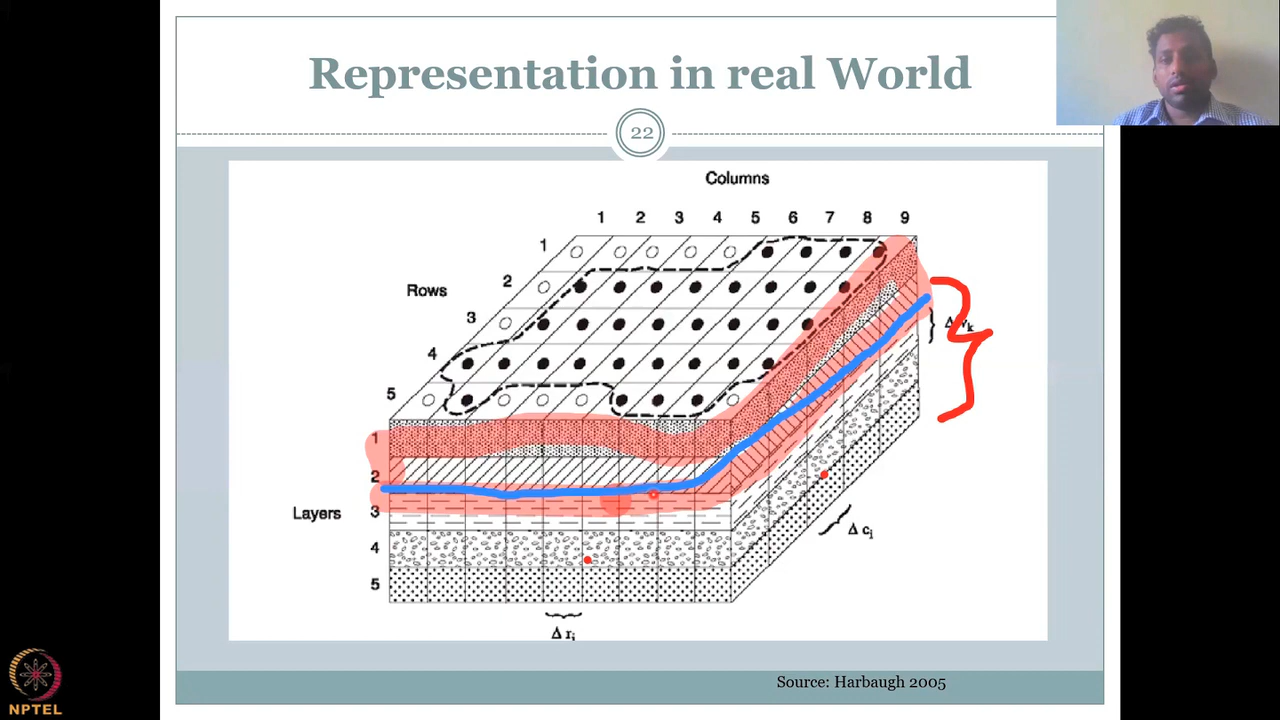 Representation in real World
22
Columns
1 2 3 4 5 6 7 8 9
Rows
1
2
3
4
5
Layers
1
2
3
4
5
Δ c
Δ r
Source: Harbaugh 2005
NPTEL